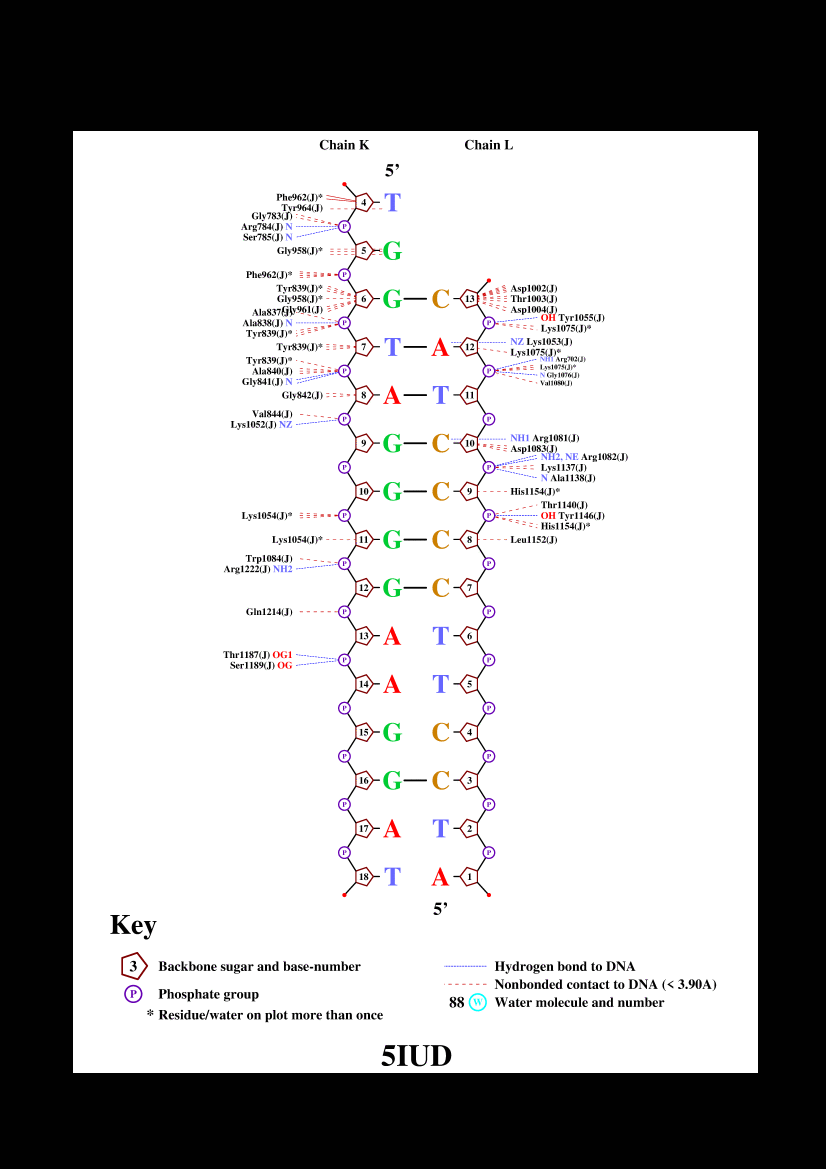 Chain K Chain L
5'
Phe962(J)* 4 T
Tyr964(J)
Gly783(J)
Arg784(J) N P
Ser785(J) N
Gly958(J)* 5 G
Phe962(J)* P
Tyr839(J)* Asp1002(J)
Gly958(J)* 6 G C 13 Thr1003(J)
Gly961(J) Asp1004(J)
Ala837(J) OH Tyr1055(J)
Ala838(J) N P P Lys1075(J)*
Tyr839(J)*
NZ Lys1053(J)
Tyr839(J)* 7 T A 12 Lys1075(J)*
Tyr839(J)* NH1 Arg702(J)
Ala840(J) P P Lys1075(J)*
Gly841(J) N N Gly1076(J)
Val1080(J)
Gly842(J) 8 A T 11
Val844(J) P P
Lys1052(J) NZ
9 G C 10 NH1 Arg1081(J)
Asp1083(J)
NH2, NE Arg1082(J)
P P Lys1137(J)
N Ala1138(J)
10 G C 9 His1154(J)*
Thr1140(J)
Lys1054(J)* P P OH Tyr1146(J)
His1154(J)*
Lys1054(J)* 11 G C 8 Leu1152(J)
Trp1084(J) P P
Arg1222(J) NH2
12 G C 7
Gln1214(J) P P
13 A T 6
Thr1187(J) OG1 P P
Ser1189(J) OG
14 A T 5
P P
15 G C 4
P P
16 G C 3
P P
17 A T 2
P P
18 T A 1
5'
Key
3 Backbone sugar and base-number
P Phosphate group
* Residue/water on plot more than once
Hydrogen bond to DNA
Nonbonded contact to DNA (< 3.90A)
88 W Water molecule and number
5IUD